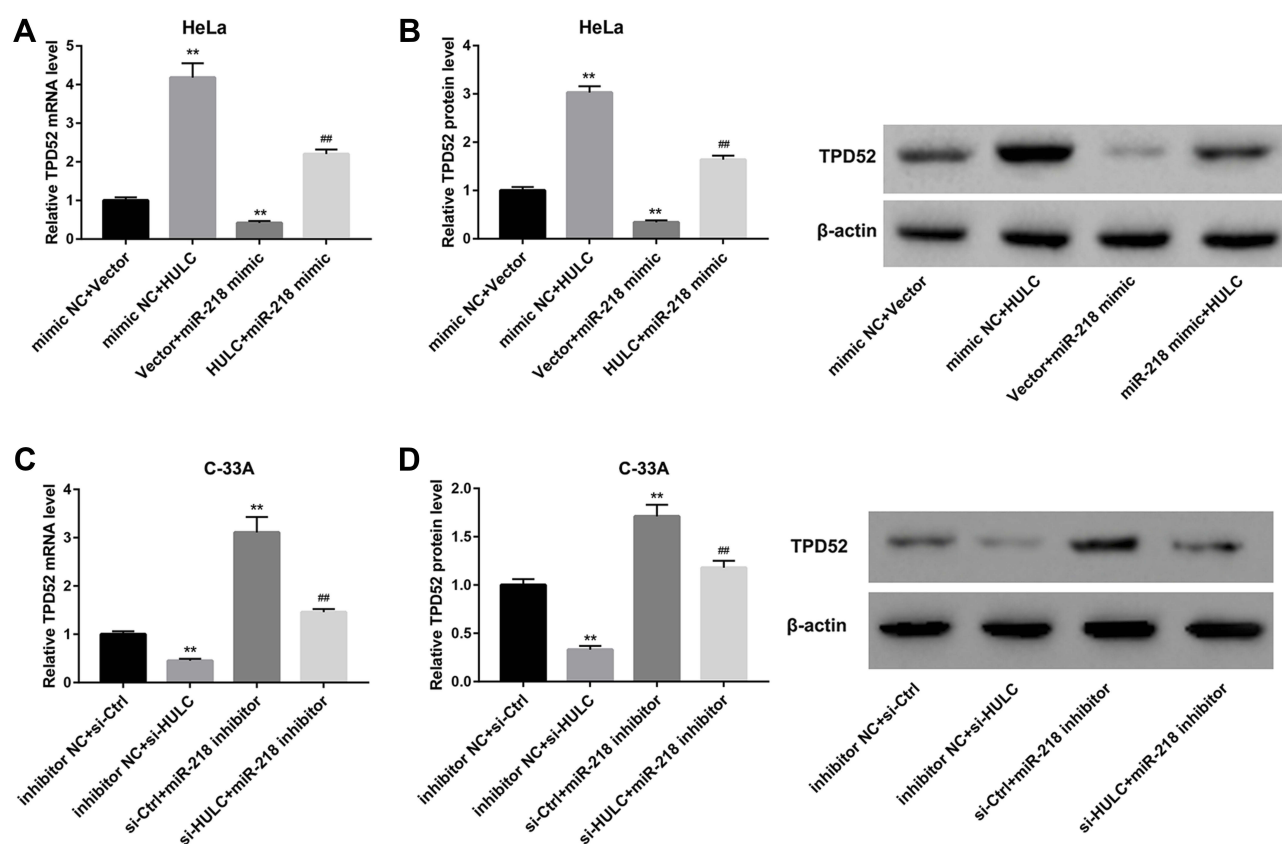 A
HeLa
Relative TPD52 mRNA level
5
4
3
2
1
0
**
**
##
mimic NC+Vector
mimic NC+HULC
Vector+miR-218 mimic
HULC+miR-218 mimic
B
HeLa
Relative TPD52 protein level
4
3
2
1
0
**
**
##
mimic NC+Vector
mimic NC+HULC
Vector+miR-218 mimic
HULC+miR-218 mimic
TPD52
β-actin
mimic NC+Vector
mimic NC+HULC
Vector+miR-218 mimic
miR-218 mimic+HULC
C
C-33A
Relative TPD52 mRNA level
4
3
2
1
0
**
**
##
inhibitor NC+si-Ctrl
inhibitor NC+si-HULC
si-Ctrl+miR-218 inhibitor
si-HULC+miR-218 inhibitor
D
C-33A
Relative TPD52 protein level
2.0
1.5
1.0
0.5
0.0
**
**
##
inhibitor NC+si-Ctrl
inhibitor NC+si-HULC
si-Ctrl+miR-218 inhibitor
si-HULC+miR-218 inhibitor
TPD52
β-actin
inhibitor NC+si-Ctrl
inhibitor NC+si-HULC
si-Ctrl+miR-218 inhibitor
si-HULC+miR-218 inhibitor